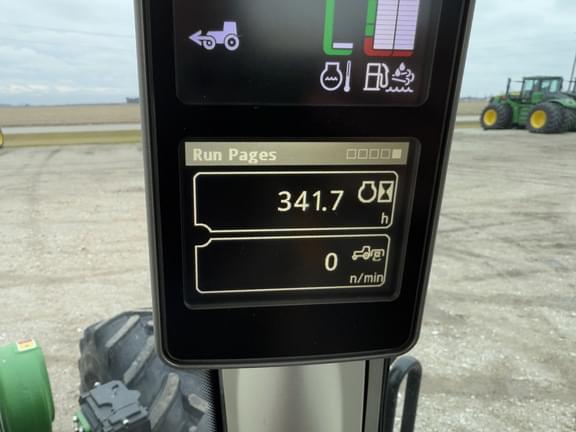 Run Pages
341.7
h
0
n/min